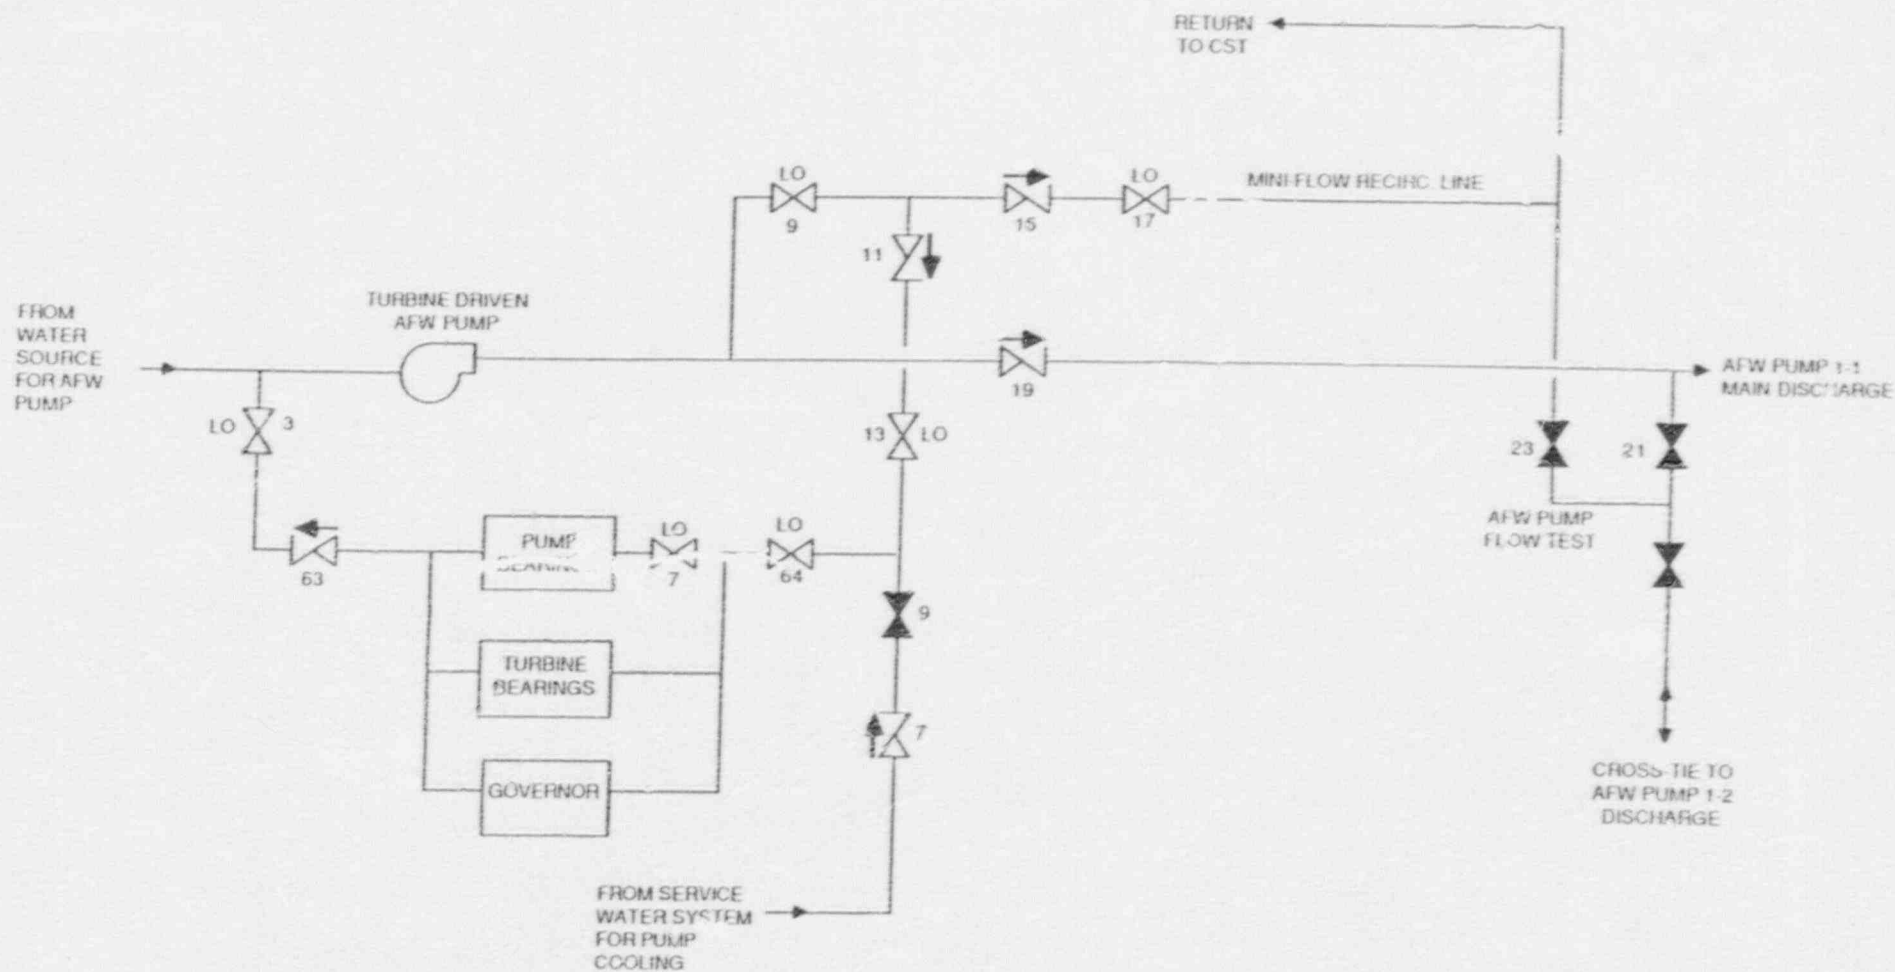 RETURN
TO CST
LO
9
15
LO
17
MINI-FLOW RECIRC. LINE
11
FROM
WATER
SOURCE
FOR AFW
PUMP
TURBINE DRIVEN
AFW PUMP
19
AFW PUMP 1-1
MAIN DISCHARGE
LO
3
13
LO
23
21
AFW PUMP
FLOW TEST
63
PUMP
BEARINGS
LO
7
LO
64
9
TURBINE
BEARINGS
7
GOVERNOR
CROSS-TIE TO
AFW PUMP 1-2
DISCHARGE
FROM SERVICE
WATER SYSTEM
FOR PUMP
COOLING